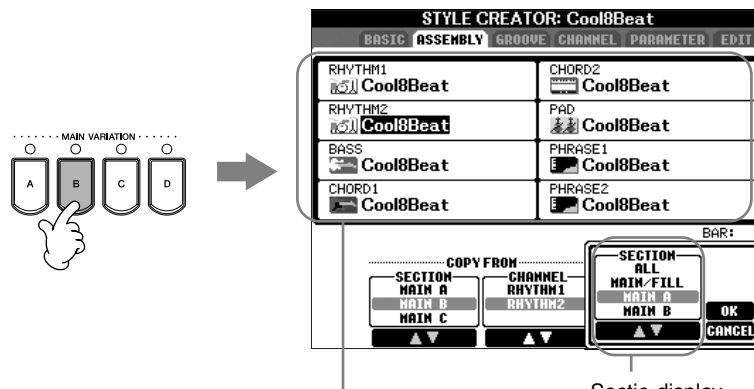 STYLE CREATOR: Cool8Beat
BASIC ASSEMBLY GROOVE CHANNEL PARAMETER EDIT
RHYTHM1
Cool8Beat
CHORD2
Cool8Beat
RHYTHM2
Cool8Beat
PAD
Cool8Beat
BASS
Cool8Beat
PHRASE1
Cool8Beat
CHORD1
Cool8Beat
PHRASE2
Cool8Beat
MAIN VARIATION
A B C D
BAR:
COPY FROM
SECTION
MAIN A
MAIN B
MAIN C
CHANNEL
RHYTHM1
RHYTHM2
SECTION
ALL
MAIN/FILL
MAIN A
MAIN B
OK
CANCEL